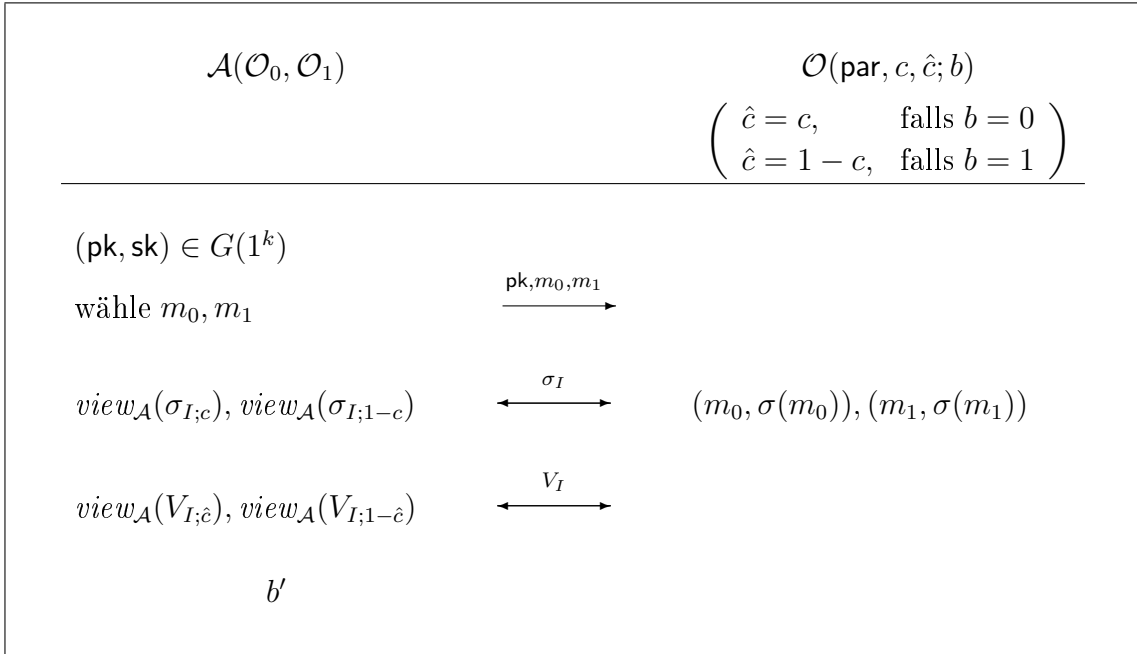 𝒜(𝒪₀, 𝒪₁) 𝒪(par, c, ĉ; b)
( ĉ = c, falls b = 0
ĉ = 1 − c, falls b = 1 )
(pk, sk) ∈ G(1ᵏ)
wähle m₀, m₁ pk,m₀,m₁
view_𝒜(σ_{I;c}), view_𝒜(σ_{I;1−c}) σ_I (m₀, σ(m₀)), (m₁, σ(m₁))
view_𝒜(V_{I;ĉ}), view_𝒜(V_{I;1−ĉ}) V_I
b′